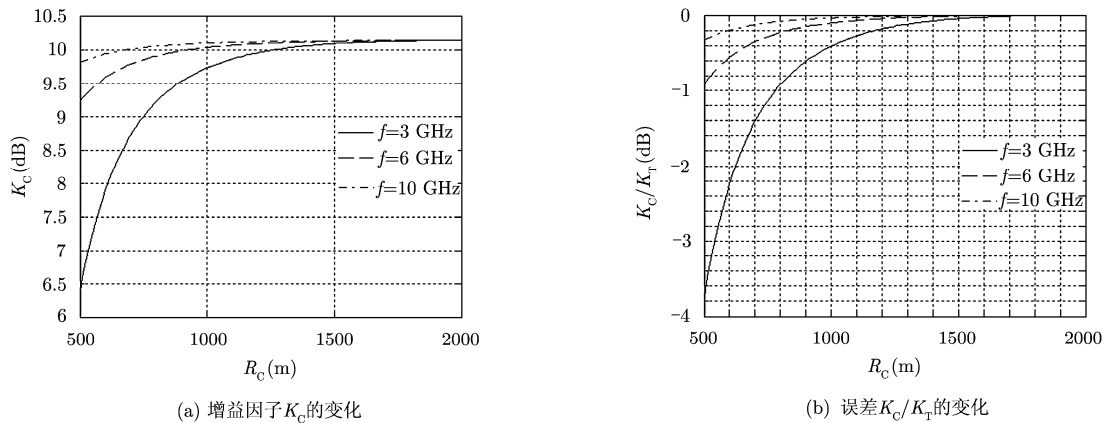 10.5
10
9.5
9
8.5
8
7.5
7
6.5
6
K_C(dB)
f=3 GHz
f=6 GHz
f=10 GHz
500 1000 1500 2000
R_C(m)
(a) 增益因子K_C的变化
0
−1
−2
−3
−4
K_C/K_T(dB)
f=3 GHz
f=6 GHz
f=10 GHz
500 1000 1500 2000
R_C(m)
(b) 误差K_C/K_T的变化